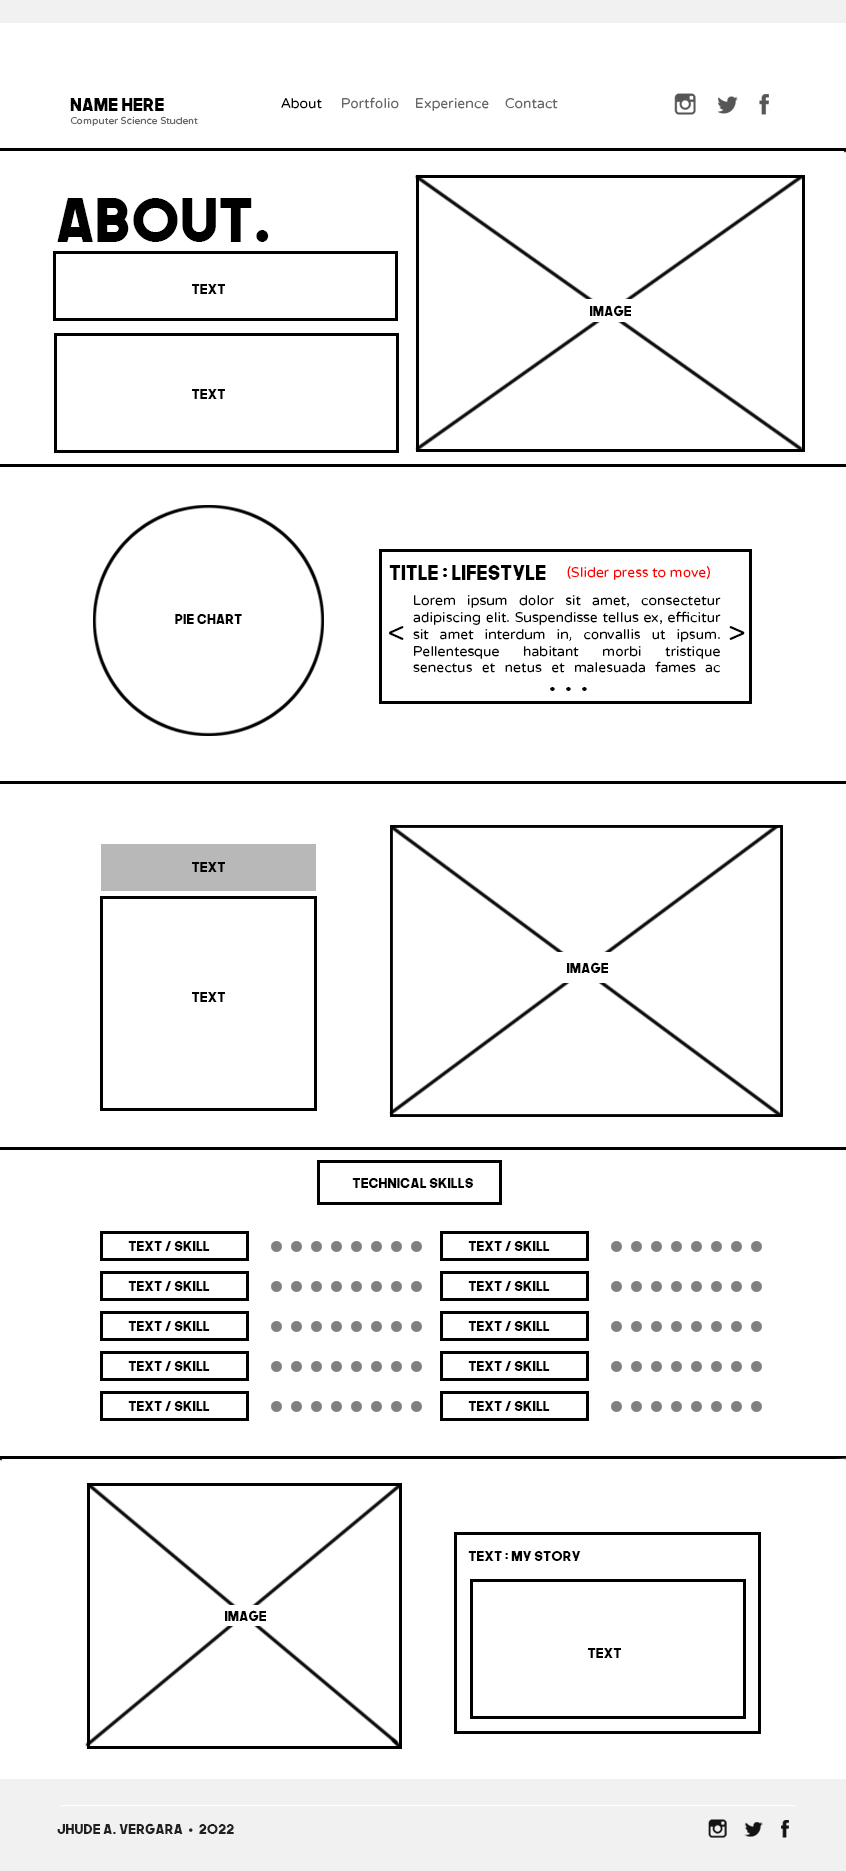 NAME HERE
Computer Science Student
About Portfolio Experience Contact
ABOUT.
TEXT
TEXT
IMAGE
PIE CHART
TITLE : LIFESTYLE (Slider press to move)
Lorem ipsum dolor sit amet, consectetur
adipiscing elit. Suspendisse tellus ex, efficitur
sit amet interdum in, convallis ut ipsum.
Pellentesque habitant morbi tristique
senectus et netus et malesuada fames ac
< >
• • •
TEXT
TEXT
IMAGE
TECHNICAL SKILLS
TEXT / SKILL TEXT / SKILL
TEXT / SKILL TEXT / SKILL
TEXT / SKILL TEXT / SKILL
TEXT / SKILL TEXT / SKILL
TEXT / SKILL TEXT / SKILL
IMAGE
TEXT : MY STORY
TEXT
JHUDE A. VERGARA • 2022